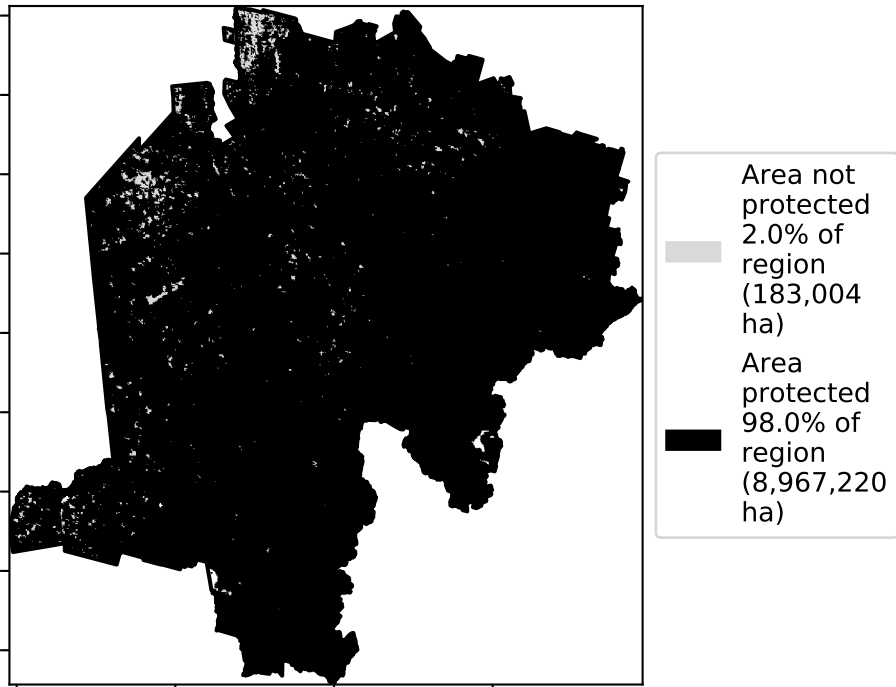 Area not
protected
2.0% of
region
(183,004
ha)
Area
protected
98.0% of
region
(8,967,220
ha)